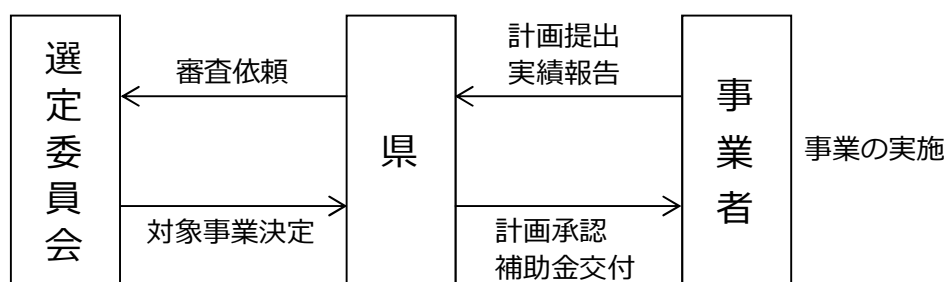 選定委員会
審査依頼
対象事業決定
県
計画提出
実績報告
計画承認
補助金交付
事業者
事業の実施